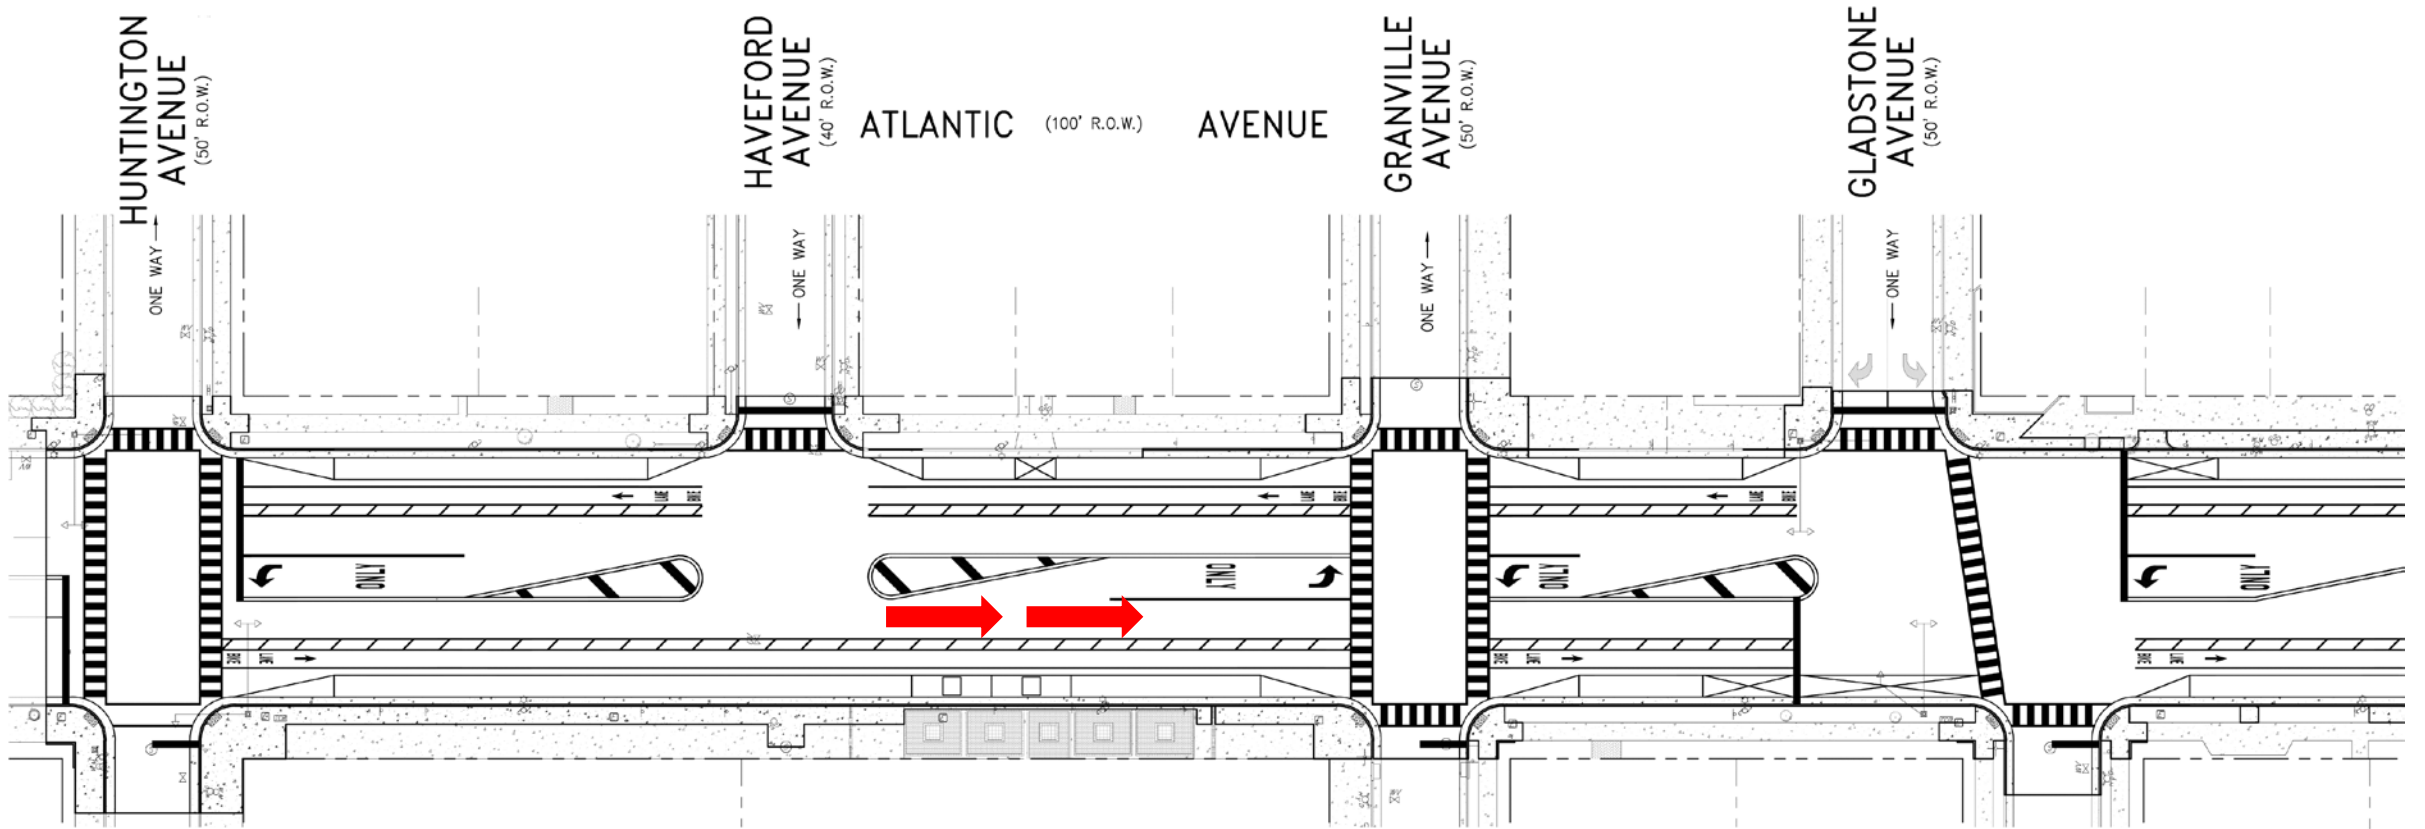 HUNTINGTON
AVENUE
(50' R.O.W.)
HAVEFORD
AVENUE
(40' R.O.W.)
ATLANTIC (100' R.O.W.) AVENUE
GRANVILLE
AVENUE
(50' R.O.W.)
GLADSTONE
AVENUE
(50' R.O.W.)
ONE WAY
ONE WAY
ONE WAY
ONE WAY
LANE BIKE
LANE BIKE
LANE BIKE
LANE BIKE
ONLY
ONLY
ONLY
ONLY
BIKE LANE
BIKE LANE
BIKE LANE